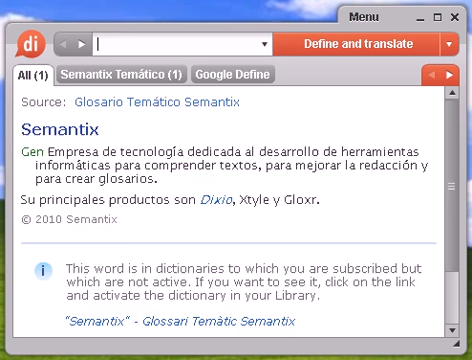 Menu
di
Define and translate
All (1) Semantix Temático (1) Google Define
Source: Glosario Temático Semantix
Semantix
Gen Empresa de tecnología dedicada al desarrollo de herramientas
informáticas para comprender textos, para mejorar la redacción y
para crear glosarios.
Su principales productos son Dixio, Xtyle y Gloxr.
© 2010 Semantix
i
This word is in dictionaries to which you are subscribed but
which are not active. If you want to see it, click on the link
and activate the dictionary in your Library.
"Semantix" - Glossari Temàtic Semantix